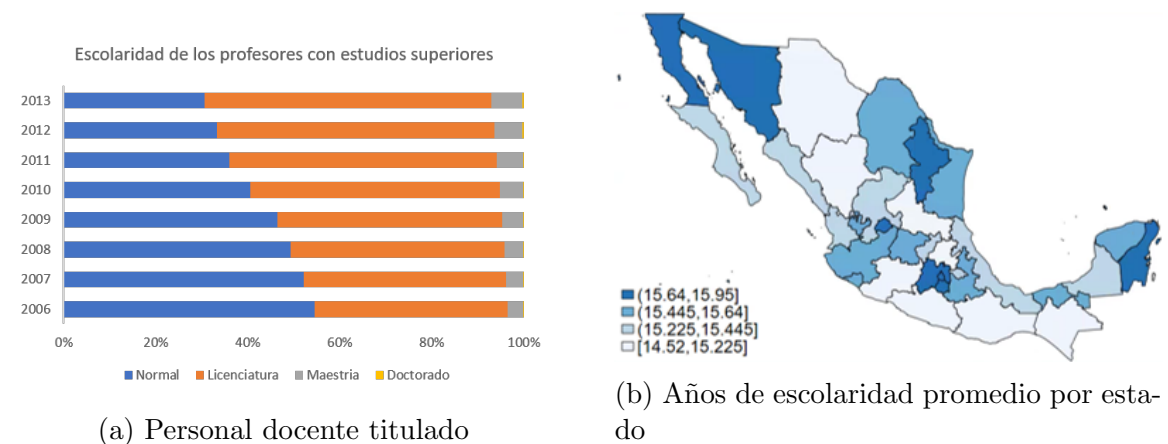 Escolaridad de los profesores con estudios superiores
2013
2012
2011
2010
2009
2008
2007
2006
0% 20% 40% 60% 80% 100%
Normal Licenciatura Maestria Doctorado
(a) Personal docente titulado
(15.64,15.95]
(15.445,15.64]
(15.225,15.445]
[14.52,15.225]
(b) Años de escolaridad promedio por esta-
do